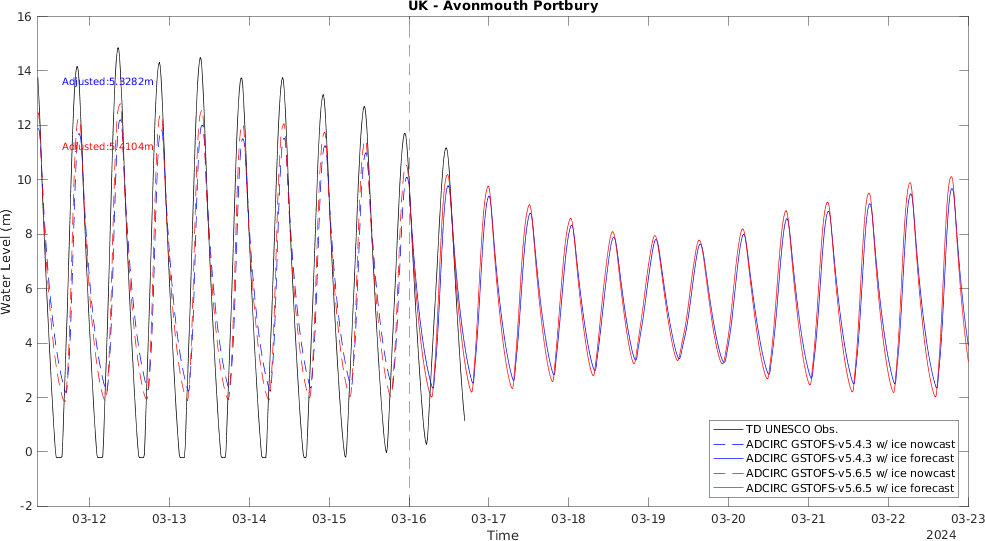 UK - Avonmouth Portbury
16
14
12
10
8
6
4
2
0
-2
Water Level (m)
Adjusted:5.3282m
Adjusted:5.4104m
TD UNESCO Obs.
ADCIRC GSTOFS-v5.4.3 w/ ice nowcast
ADCIRC GSTOFS-v5.4.3 w/ ice forecast
ADCIRC GSTOFS-v5.6.5 w/ ice nowcast
ADCIRC GSTOFS-v5.6.5 w/ ice forecast
03-12 03-13 03-14 03-15 03-16 03-17 03-18 03-19 03-20 03-21 03-22 03-23
Time
2024